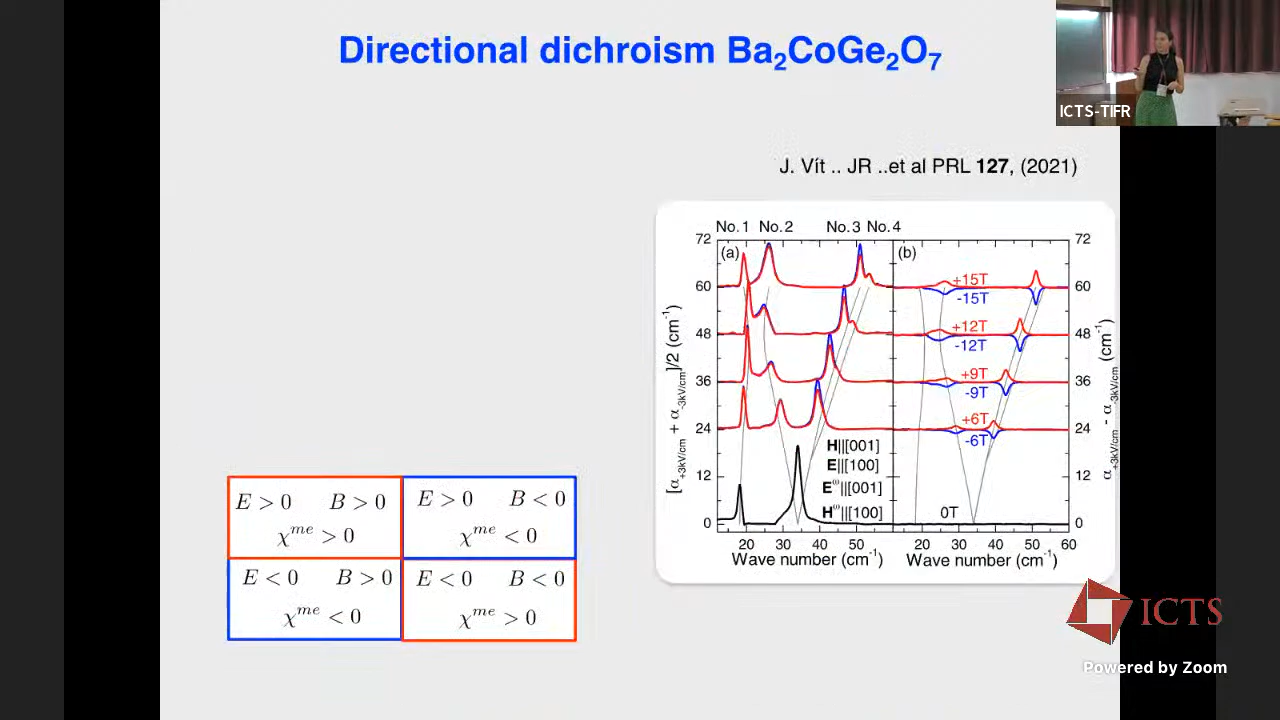 Directional dichroism Ba₂CoGe₂O₇
ICTS-TIFR
J. Vít .. JR ..et al PRL 127, (2021)
No.1 No.2 No.3 No.4
(a) (b)
72 60 48 36 24 12 0
[α+3kV/cm + α-3kV/cm]/2 (cm⁻¹)
+15T
-15T
+12T
-12T
+9T
-9T
+6T
-6T
H||[001]
E||[100]
Eω||[001]
Hω||[100]
0T
72 60 48 36 24 12 0
α+3kV/cm - α-3kV/cm (cm⁻¹)
20 30 40 50 20 30 40 50 60
Wave number (cm⁻¹) Wave number (cm⁻¹)
E > 0 B > 0
χᵐᵉ > 0
E > 0 B < 0
χᵐᵉ < 0
E < 0 B > 0
χᵐᵉ < 0
E < 0 B < 0
χᵐᵉ > 0
ICTS
Powered by Zoom